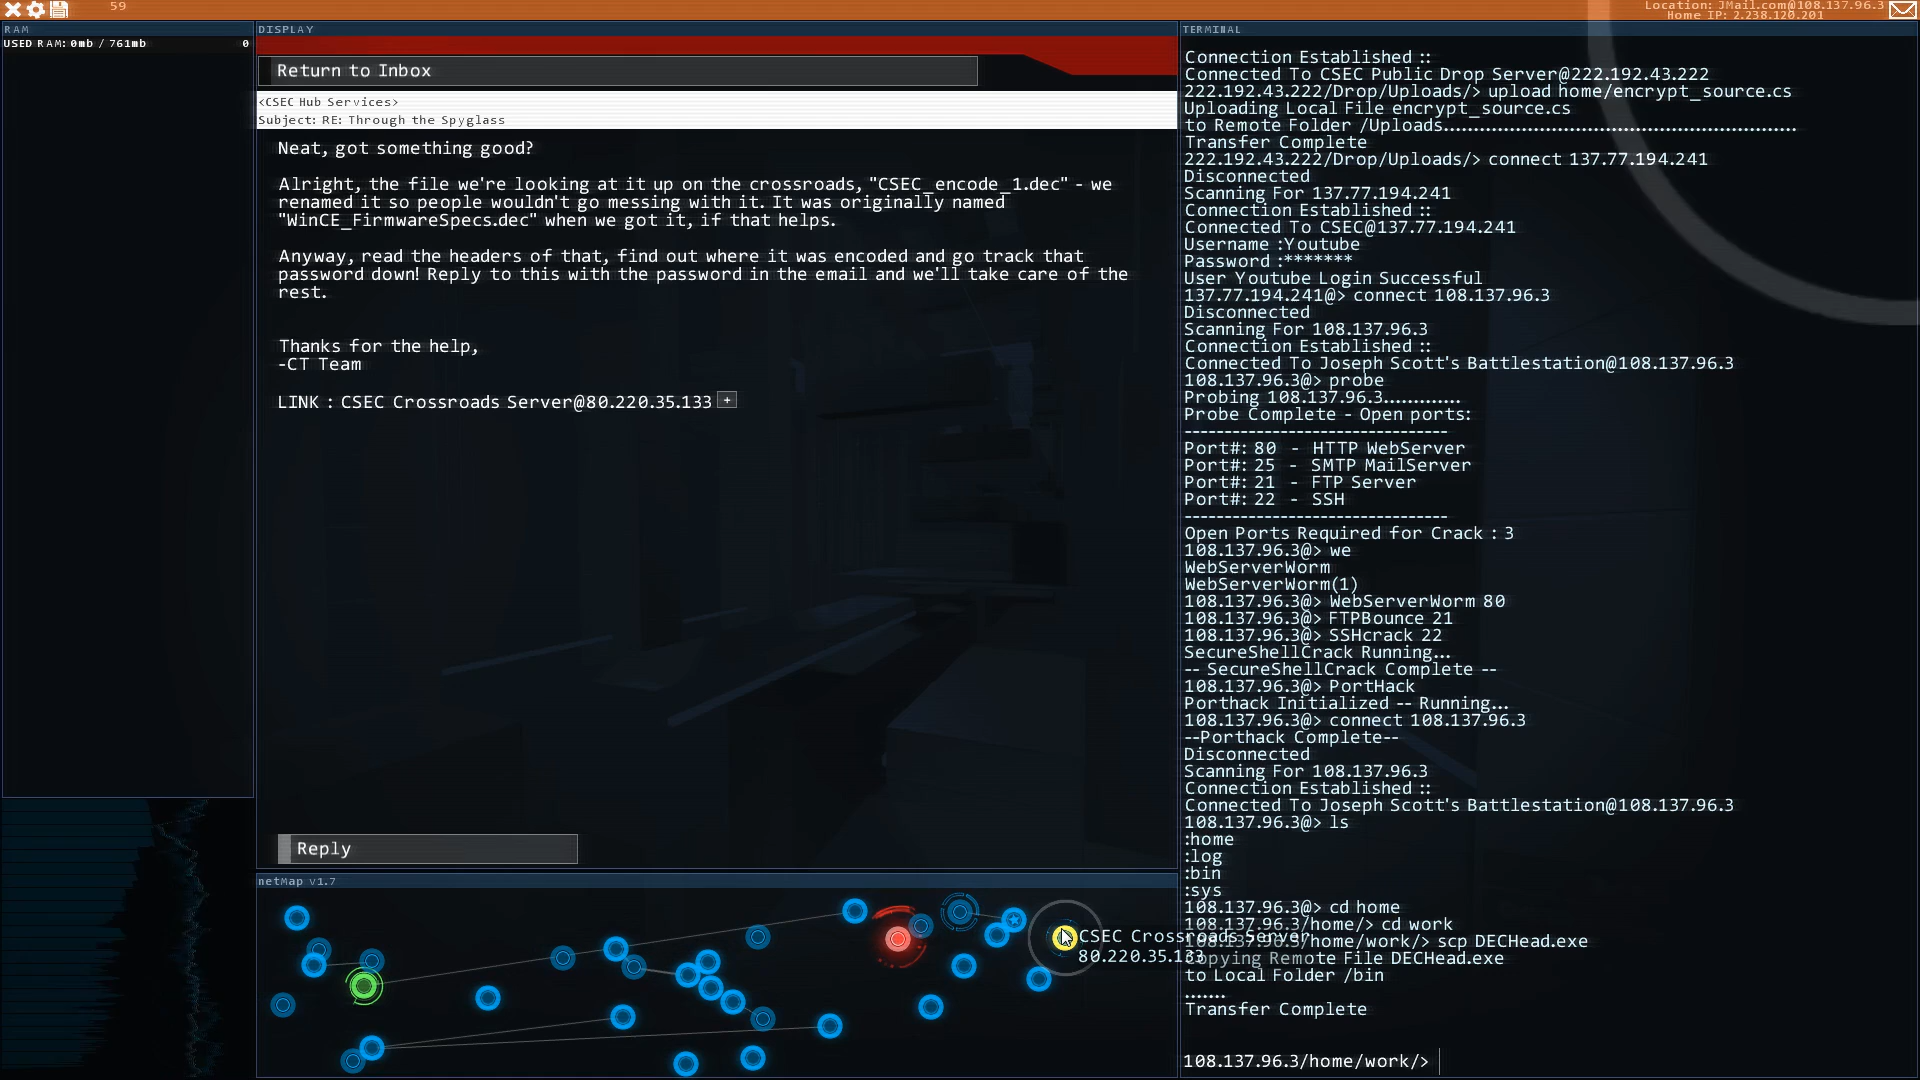 59
Location: JMail.com@108.137.96.3
Home IP: 2.238.120.201
RAM
USED RAM: 0mb / 761mb 0
DISPLAY
Return to Inbox
<CSEC Hub Services>
Subject: RE: Through the Spyglass
Neat, got something good?
Alright, the file we're looking at it up on the crossroads, "CSEC_encode_1.dec" - we
renamed it so people wouldn't go messing with it. It was originally named
"WinCE_FirmwareSpecs.dec" when we got it, if that helps.
Anyway, read the headers of that, find out where it was encoded and go track that
password down! Reply to this with the password in the email and we'll take care of the
rest.
Thanks for the help,
-CT Team
LINK : CSEC Crossroads Server@80.220.35.133 +
Reply
netMap v1.7
CSEC Crossroads Server
80.220.35.133
TERMINAL
Connection Established ::
Connected To CSEC Public Drop Server@222.192.43.222
222.192.43.222/Drop/Uploads/> upload home/encrypt_source.cs
Uploading Local File encrypt_source.cs
to Remote Folder /Uploads.............................................................
Transfer Complete
222.192.43.222/Drop/Uploads/> connect 137.77.194.241
Disconnected
Scanning For 137.77.194.241
Connection Established ::
Connected To CSEC@137.77.194.241
Username :Youtube
Password :*******
User Youtube Login Successful
137.77.194.241@> connect 108.137.96.3
Disconnected
Scanning For 108.137.96.3
Connection Established ::
Connected To Joseph Scott's Battlestation@108.137.96.3
108.137.96.3@> probe
Probing 108.137.96.3.............
Probe Complete - Open ports:
---------------------------------
Port#: 80 - HTTP WebServer
Port#: 25 - SMTP MailServer
Port#: 21 - FTP Server
Port#: 22 - SSH
---------------------------------
Open Ports Required for Crack : 3
108.137.96.3@> we
WebServerWorm
WebServerWorm(1)
108.137.96.3@> WebServerWorm 80
108.137.96.3@> FTPBounce 21
108.137.96.3@> SSHcrack 22
SecureShellCrack Running...
-- SecureShellCrack Complete --
108.137.96.3@> PortHack
Porthack Initialized -- Running...
108.137.96.3@> connect 108.137.96.3
--Porthack Complete--
Disconnected
Scanning For 108.137.96.3
Connection Established ::
Connected To Joseph Scott's Battlestation@108.137.96.3
108.137.96.3@> ls
:home
:log
:bin
:sys
108.137.96.3@> cd home
108.137.96.3/home/> cd work
108.137.96.3/home/work/> scp DECHead.exe
Copying Remote File DECHead.exe
to Local Folder /bin
.......
Transfer Complete
108.137.96.3/home/work/>